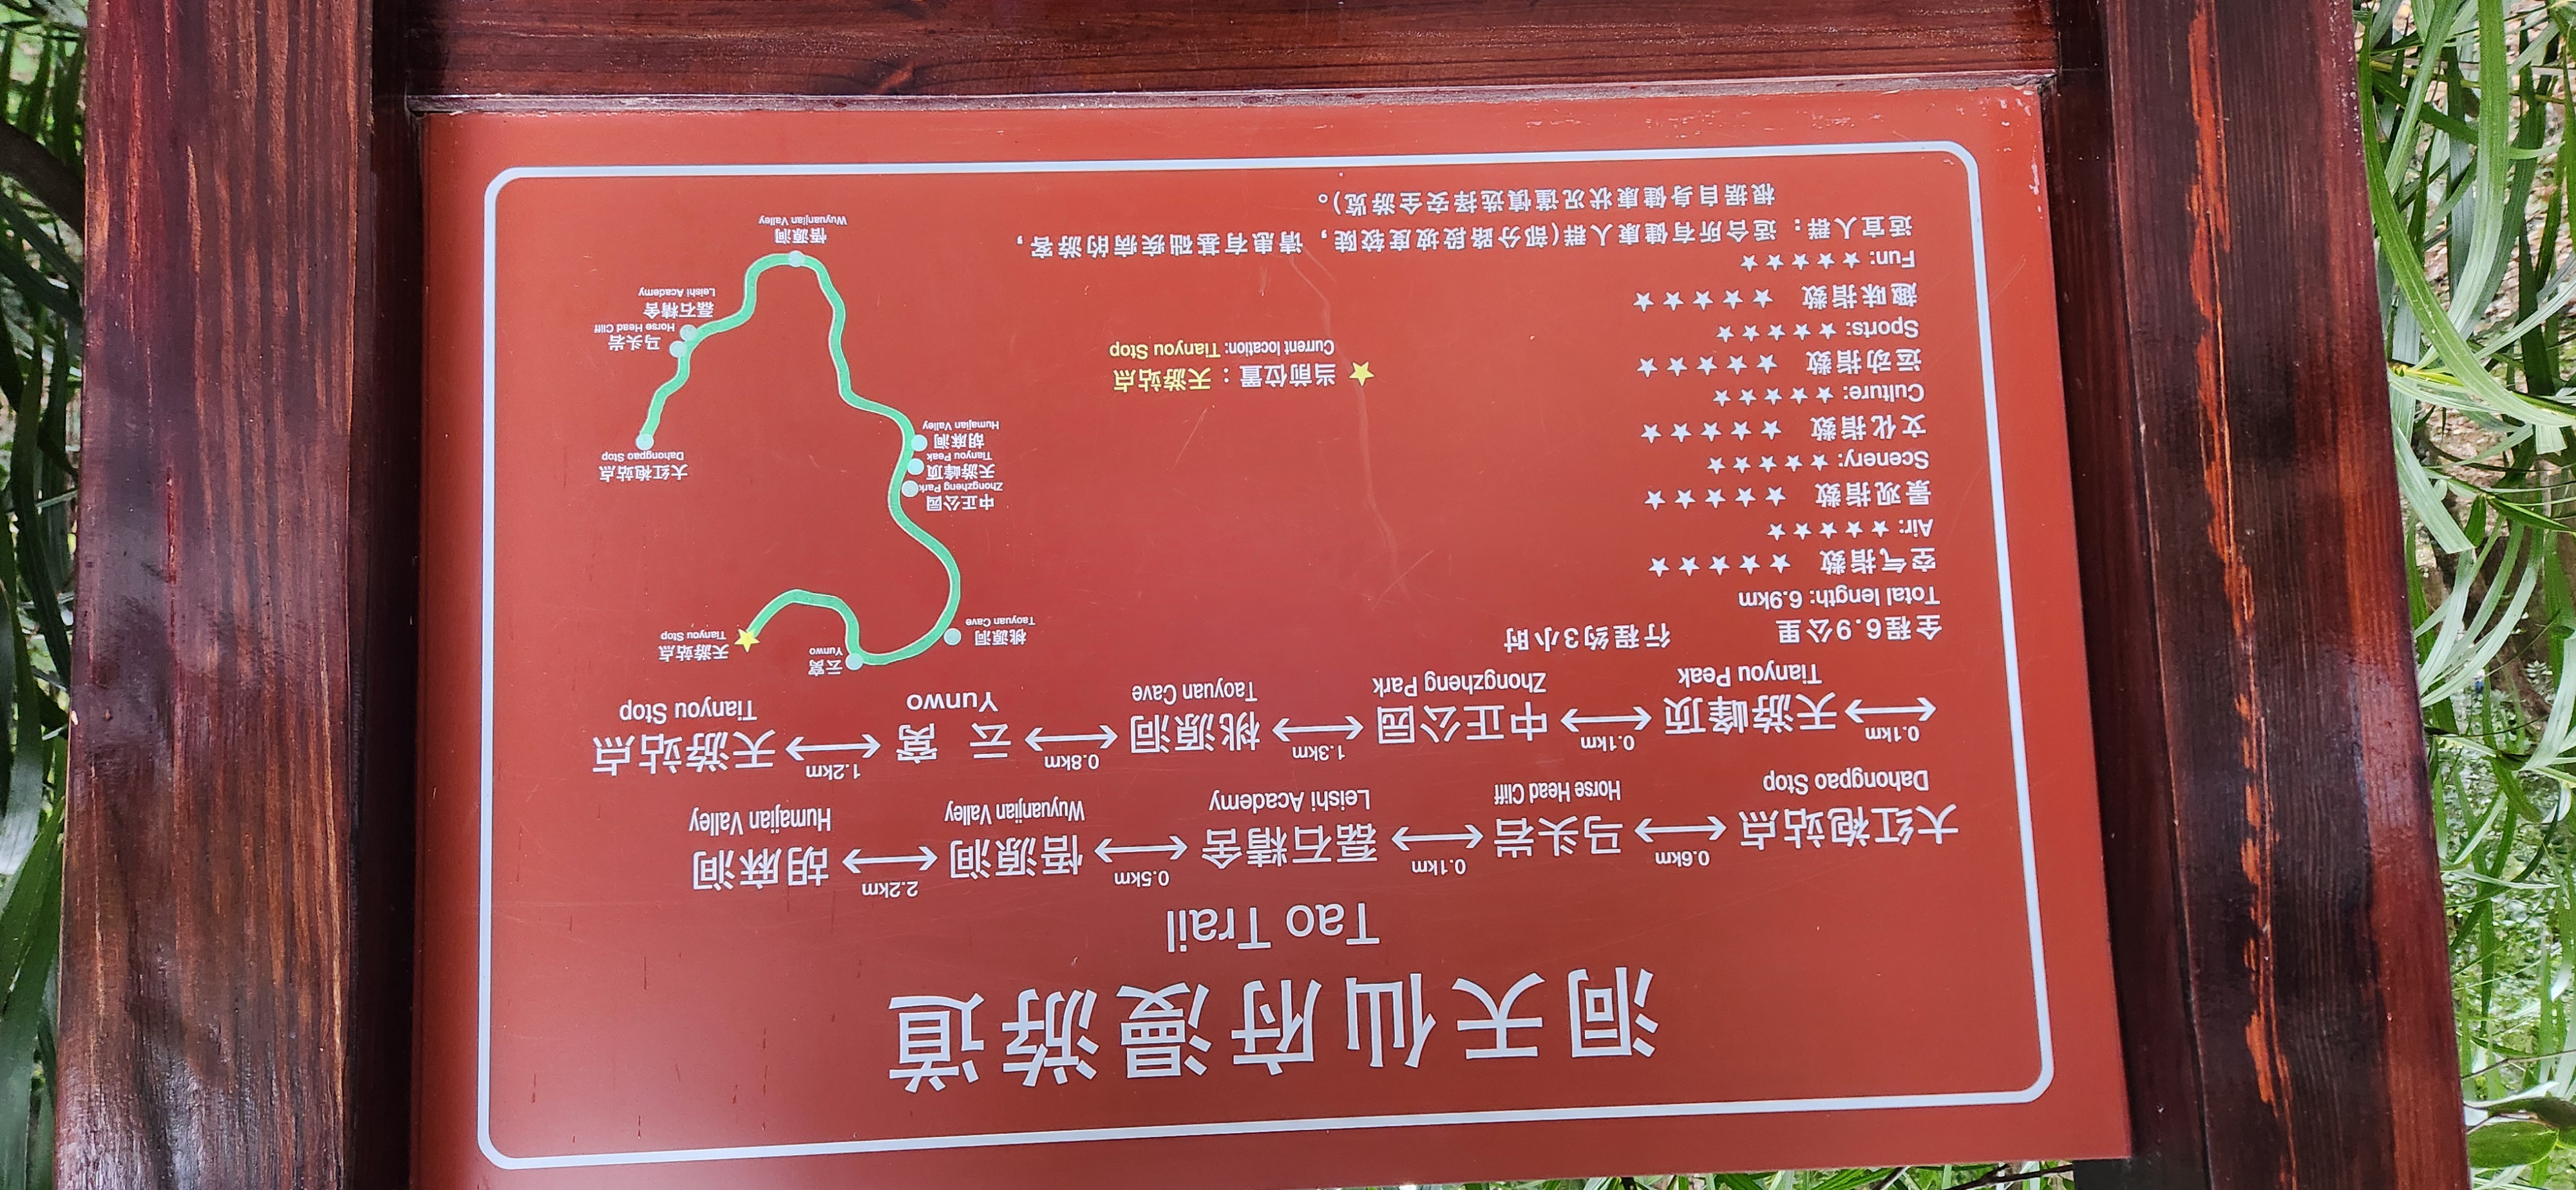 洞天仙府漫游道
Tao Trail
0.6km 0.1km 0.5km 2.2km
大红袍站点 ⟷ 马头岩 ⟷ 磊石精舍 ⟷ 悟源涧 ⟷ 胡麻涧
Dahongpao Stop Horse Head Cliff Leishi Academy Wuyuanjian Valley Humajian Valley
0.1km 0.1km 1.3km 0.8km 1.2km
⟷ 天游峰顶 ⟷ 中正公园 ⟷ 桃源洞 ⟷ 云 窝 ⟷ 天游站点
Tianyou Peak Zhongzheng Park Taoyuan Cave Yunwo Tianyou Stop
全程6.9公里 行程约3小时
Total length: 6.9km
空气指数 ★★★★★
Air: ★★★★★
景观指数 ★★★★★
Scenery: ★★★★★
文化指数 ★★★★★
Culture: ★★★★★
运动指数 ★★★★★
Sports: ★★★★★
趣味指数 ★★★★★
Fun: ★★★★★
适宜人群：适合所有健康人群(部分路段坡度较陡，请患有基础疾病的游客，
根据自身健康状况谨慎选择安全游览)。
★ 当前位置：天游站点
Current location: Tianyou Stop
桃源洞
Taoyuan Cave
云窝
Yunwo
天游站点
Tianyou Stop
中正公园
Zhongzheng Park
天游峰顶
Tianyou Peak
胡麻涧
Humajian Valley
大红袍站点
Dahongpao Stop
马头岩
Horse Head Cliff
磊石精舍
Leishi Academy
悟源涧
Wuyuanjian Valley